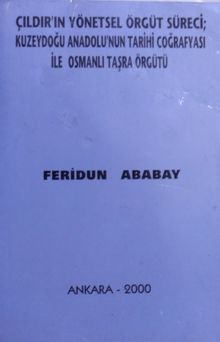 ÇILDIR'IN YÖNETSEL ÖRGÜT SÜRECİ;
KUZEYDOĞU ANADOLU'NUN TARİHİ COĞRAFYASI
İLE OSMANLI TAŞRA ÖRGÜTÜ
FERİDUN ABABAY
ANKARA - 2000